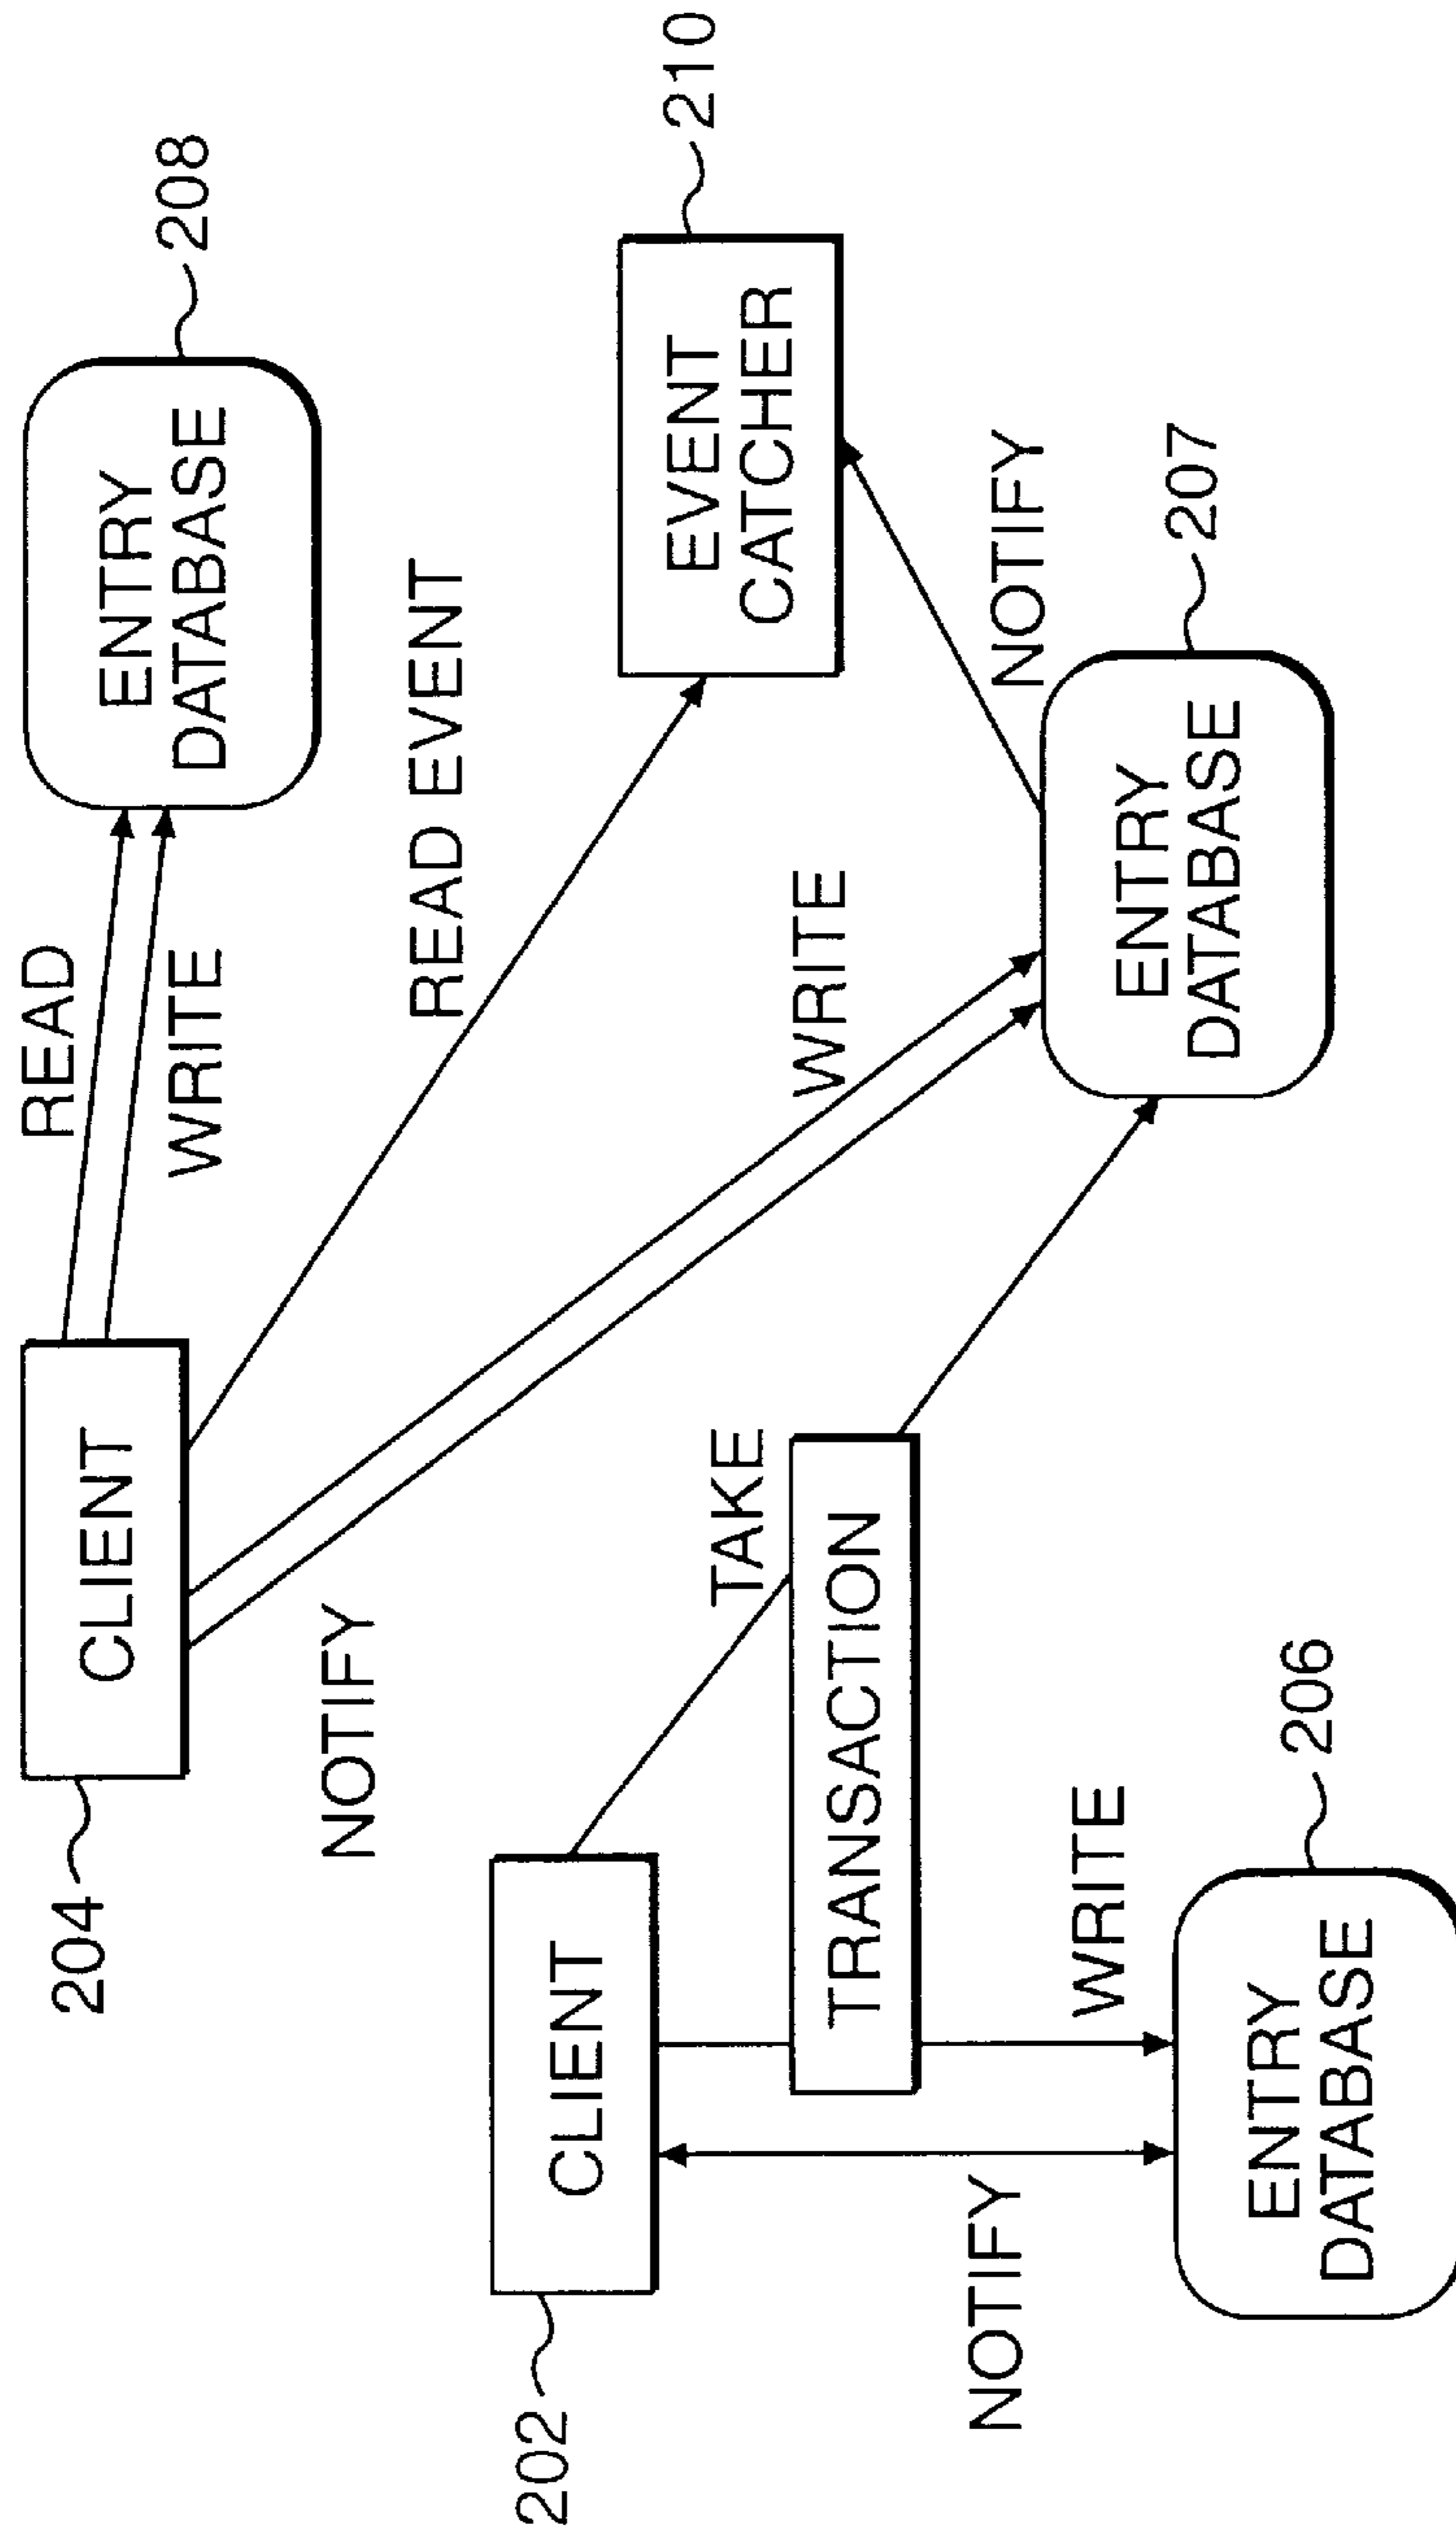 204
CLIENT
READ
WRITE
ENTRY
DATABASE
208
NOTIFY
READ EVENT
EVENT
CATCHER
210
202
CLIENT
TAKE
WRITE
NOTIFY
TRANSACTION
NOTIFY
WRITE
ENTRY
DATABASE
207
ENTRY
DATABASE
206